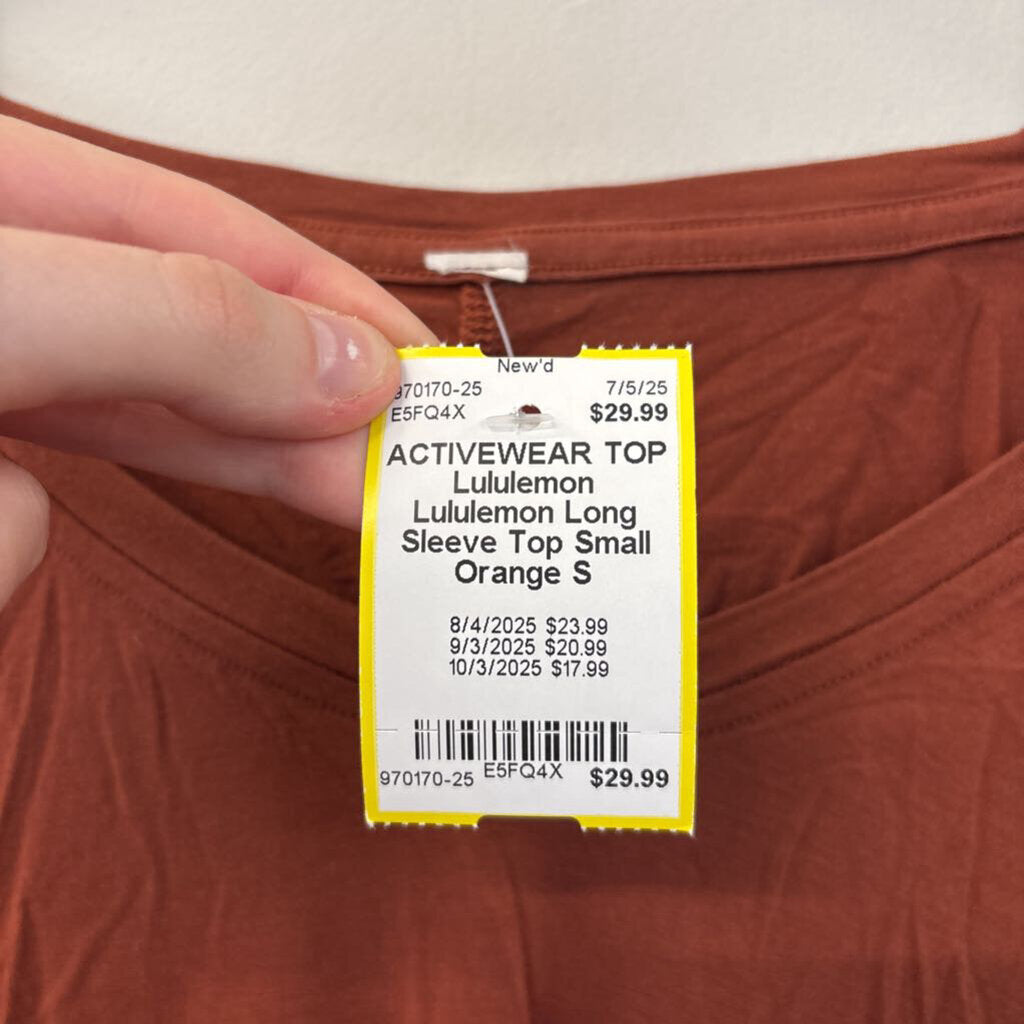 New'd
970170-25 7/5/25
E5FQ4X $29.99
ACTIVEWEAR TOP
Lululemon
Lululemon Long
Sleeve Top Small
Orange S
8/4/2025 $23.99
9/3/2025 $20.99
10/3/2025 $17.99
970170-25 E5FQ4X $29.99